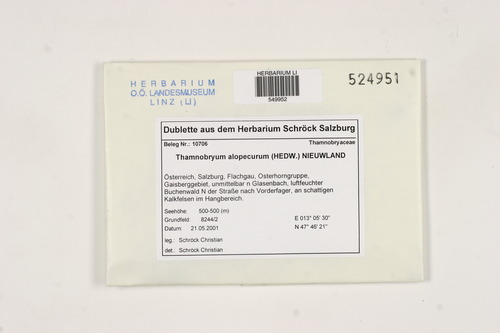 HERBARIUM
O.Ö. LANDESMUSEUM
LINZ (LI)
HERBARIUM LI
549952
524951
Dublette aus dem Herbarium Schröck Salzburg
Beleg Nr.: 10706 Thamnobryaceae
Thamnobryum alopecurum (HEDW.) NIEUWLAND
Österreich, Salzburg, Flachgau, Osterhorngruppe,
Gaisberggebiet, unmittelbar n Glasenbach, luftfeuchter
Buchenwald N der Straße nach Vorderfager, an schattigen
Kalkfelsen im Hangbereich.
Seehöhe: 500-500 (m)
Grundfeld: 8244/2 E 013° 05' 30"
Datum: 21.05.2001 N 47° 46' 21"
leg.: Schröck Christian
det.: Schröck Christian